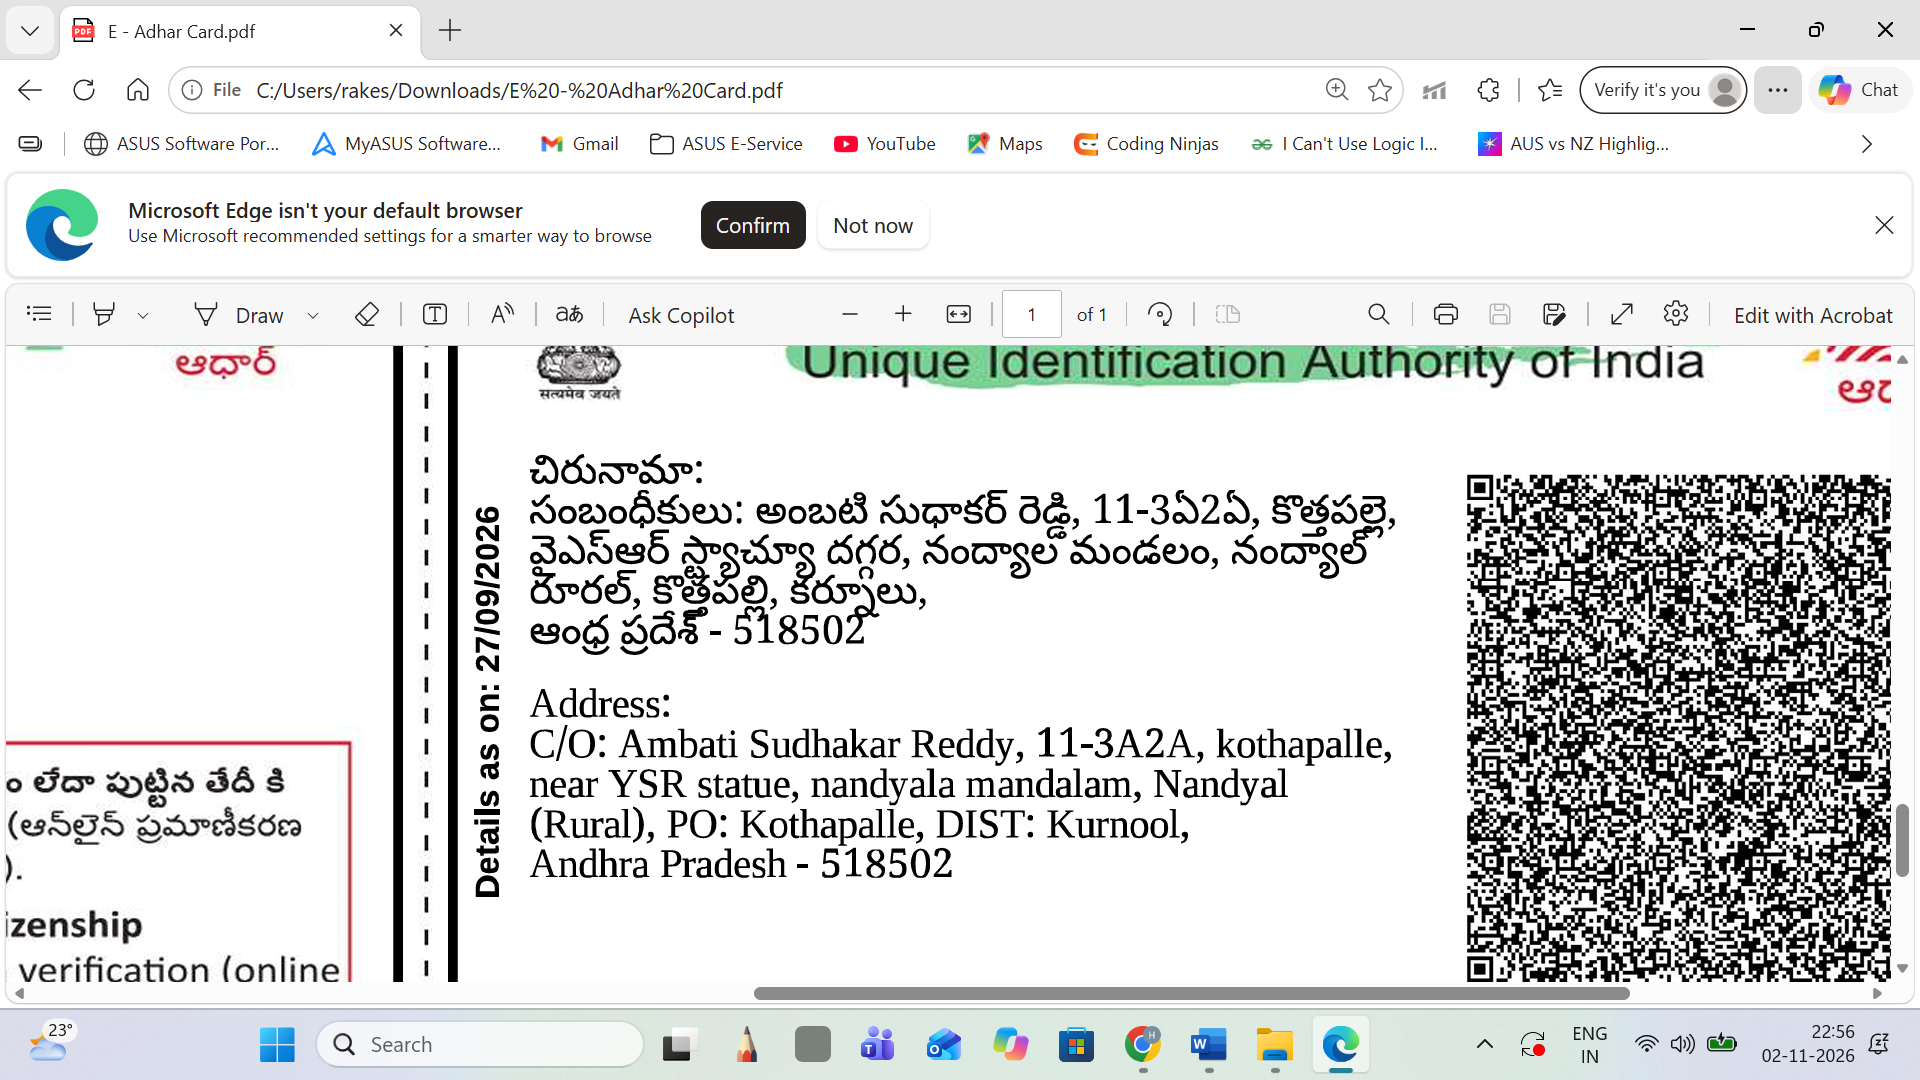 E - Adhar Card.pdf
File C:/Users/rakes/Downloads/E%20-%20Adhar%20Card.pdf
Verify it's you
Chat
ASUS Software Por...
MyASUS Software...
Gmail
ASUS E-Service
YouTube
Maps
Coding Ninjas
I Can't Use Logic I...
AUS vs NZ Highlig...
Microsoft Edge isn't your default browser
Use Microsoft recommended settings for a smarter way to browse
Confirm
Not now
Draw
Ask Copilot
1 of 1
Edit with Acrobat
ఆధార్
सत्यमेव जयते
Unique Identification Authority of India
Details as on: 27/09/2026
చిరునామా:
సంబంధీకులు: అంబటి సుధాకర్ రెడ్డి, 11-3ఏ2ఏ, కొత్తపల్లె,
వైఎస్ఆర్ స్ట్యాచ్యూ దగ్గర, నంద్యాల మండలం, నంద్యాల్
రూరల్, కొత్తపల్లి, కర్నూలు,
ఆంధ్ర ప్రదేశ్ - 518502
Address:
C/O: Ambati Sudhakar Reddy, 11-3A2A, kothapalle,
near YSR statue, nandyala mandalam, Nandyal
(Rural), PO: Kothapalle, DIST: Kurnool,
Andhra Pradesh - 518502
లేదా పుట్టిన తేదీ కి
(ఆన్‌లైన్ ప్రమాణీకరణ
).
izenship
verification (online
23°
Search
ENG
IN
22:56
02-11-2026